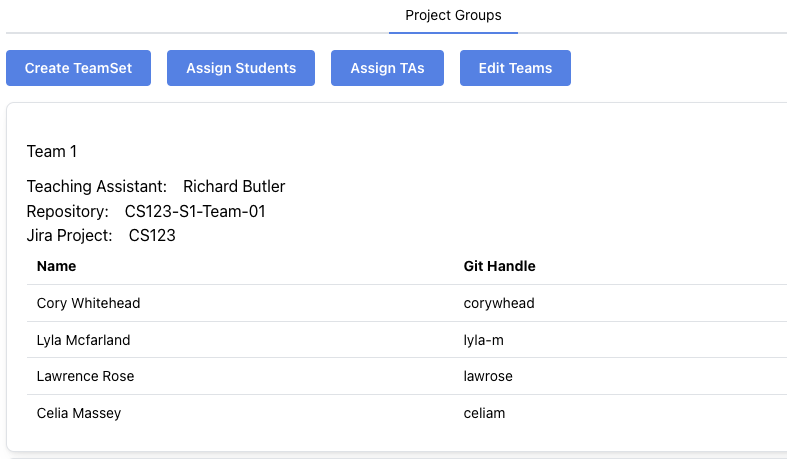 Project Groups
Create TeamSet Assign Students Assign TAs Edit Teams
Team 1
Teaching Assistant: Richard Butler
Repository: CS123-S1-Team-01
Jira Project: CS123
Name Git Handle
Cory Whitehead corywhead
Lyla Mcfarland lyla-m
Lawrence Rose lawrose
Celia Massey celiam